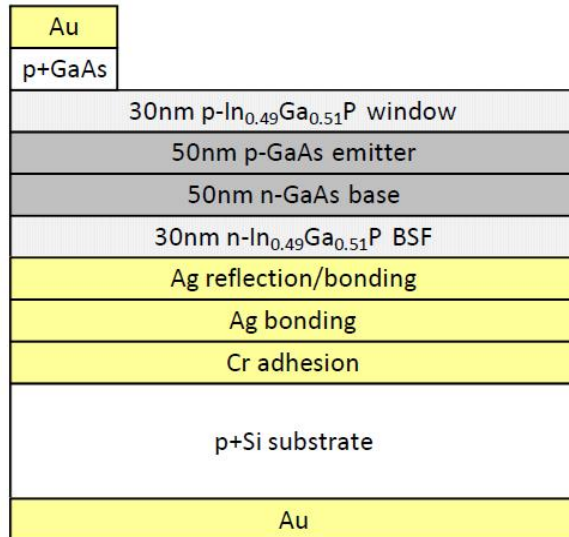 Au
p+GaAs
30nm p-In₀.₄₉Ga₀.₅₁P window
50nm p-GaAs emitter
50nm n-GaAs base
30nm n-In₀.₄₉Ga₀.₅₁P BSF
Ag reflection/bonding
Ag bonding
Cr adhesion
p+Si substrate
Au